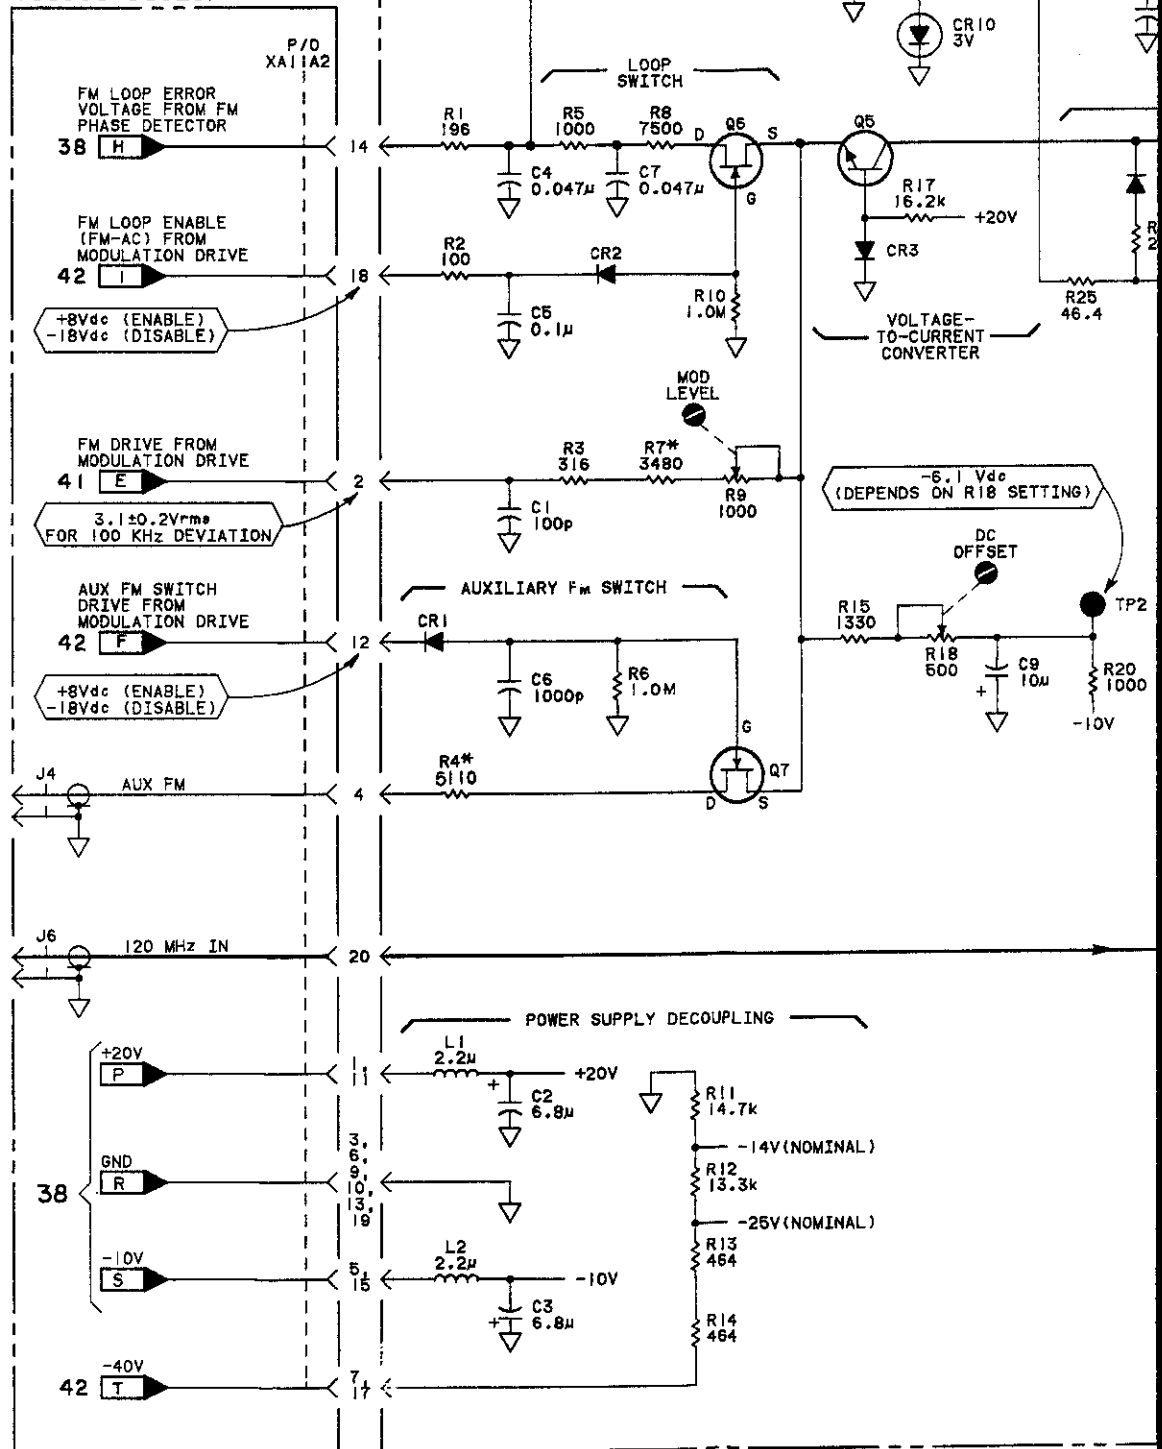 CR10
3V
P/O
XA11A2
LOOP
SWITCH
FM LOOP ERROR
VOLTAGE FROM FM
PHASE DETECTOR
38 H
14
R1
196
R5
1000
R8
7500
D
Q6
S
G
Q5
C4
0.047µ
C7
0.047µ
R17
16.2k
+20V
CR3
FM LOOP ENABLE
(FM-AC) FROM
MODULATION DRIVE
42 I
18
R2
100
CR2
R10
1.0M
C5
0.1µ
+8Vdc (ENABLE)
-18Vdc (DISABLE)
R25
46.4
VOLTAGE-
TO-CURRENT
CONVERTER
MOD
LEVEL
FM DRIVE FROM
MODULATION DRIVE
41 E
2
R3
316
R7*
3480
R9
1000
C1
100p
3.1±0.2Vrms
FOR 100 KHz DEVIATION
-6.1 Vdc
(DEPENDS ON R18 SETTING)
DC
OFFSET
AUX FM SWITCH
DRIVE FROM
MODULATION DRIVE
42 F
12
AUXILIARY FM SWITCH
CR1
C6
1000p
R6
1.0M
R15
1330
R18
500
C9
10µ
+
TP2
R20
1000
-10V
+8Vdc (ENABLE)
-18Vdc (DISABLE)
G
Q7
D
S
J4
AUX FM
4
R4*
5110
J6
120 MHz IN
20
POWER SUPPLY DECOUPLING
38
+20V
P
1,
11
L1
2.2µ
+
+20V
C2
6.8µ
R11
14.7k
-14V(NOMINAL)
GND
R
3,
6,
9,
10,
13,
19
R12
13.3k
-25V(NOMINAL)
R13
464
-10V
S
5,
15
L2
2.2µ
-10V
+
C3
6.8µ
R14
464
-40V
42 T
7,
17